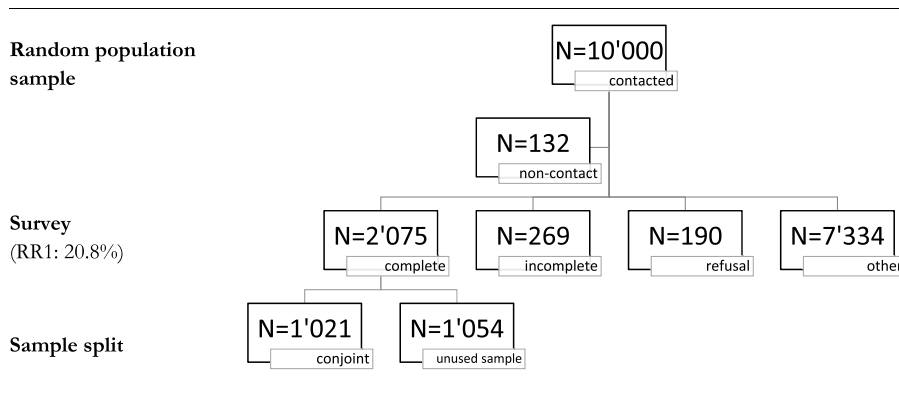 Random population
sample
N=10'000
contacted
N=132
non-contact
Survey
(RR1: 20.8%)
N=2'075
complete
N=269
incomplete
N=190
refusal
N=7'334
other
Sample split
N=1'021
conjoint
N=1'054
unused sample